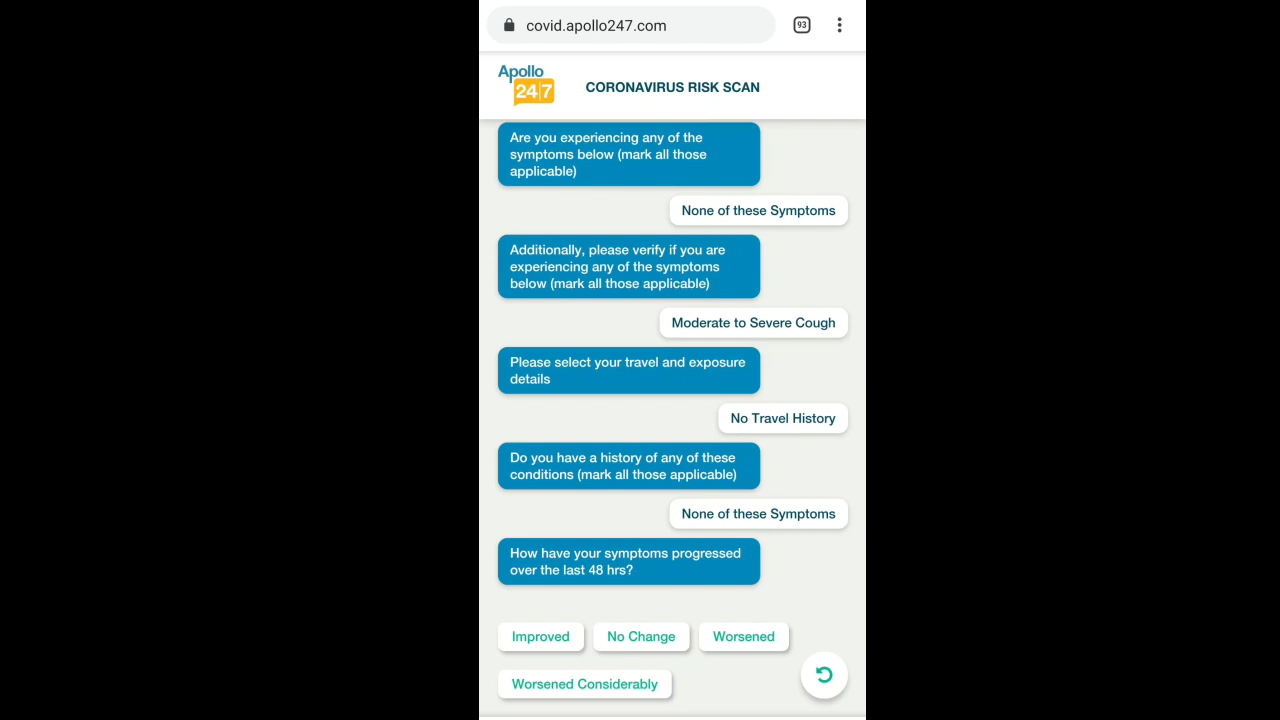 covid.apollo247.com
93
Apollo
24|7
CORONAVIRUS RISK SCAN
Are you experiencing any of the
symptoms below (mark all those
applicable)
None of these Symptoms
Additionally, please verify if you are
experiencing any of the symptoms
below (mark all those applicable)
Moderate to Severe Cough
Please select your travel and exposure
details
No Travel History
Do you have a history of any of these
conditions (mark all those applicable)
None of these Symptoms
How have your symptoms progressed
over the last 48 hrs?
Improved No Change Worsened
Worsened Considerably